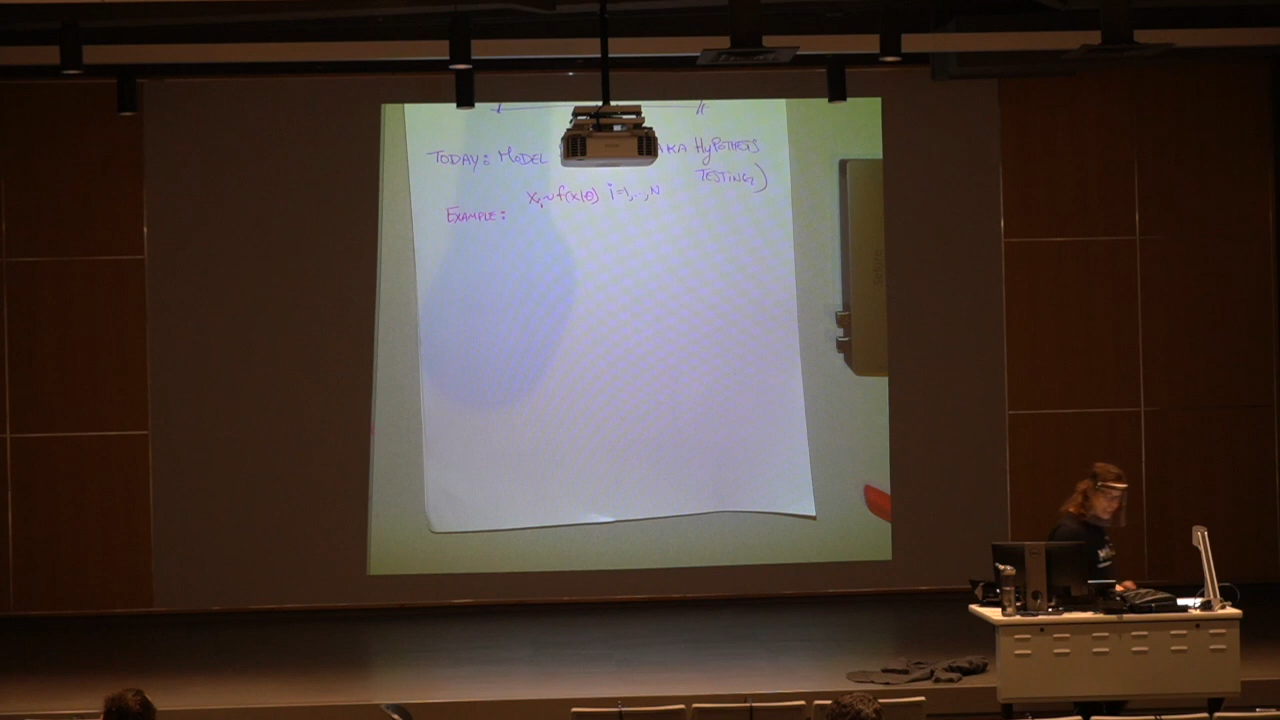 TODAY: MODEL AKA HYPOTHESIS
TESTING)
Xi~f(x|θ) i=1,..,N
EXAMPLE: